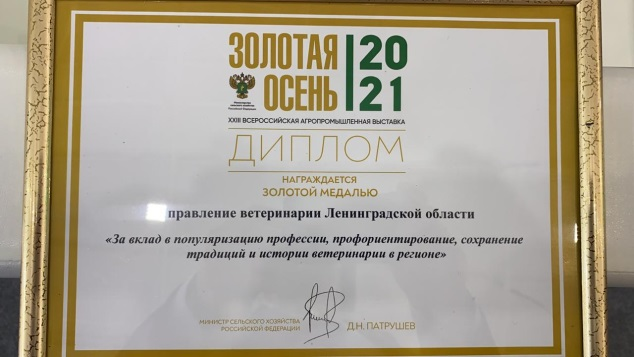 ЗОЛОТАЯ
ОСЕНЬ
20
21
XXIII ВСЕРОССИЙСКАЯ АГРОПРОМЫШЛЕННАЯ ВЫСТАВКА
ДИПЛОМ
НАГРАЖДАЕТСЯ
ЗОЛОТОЙ МЕДАЛЬЮ
правление ветеринарии Ленинградской области
«За вклад в популяризацию профессии, профориентирование, сохранение
традиций и истории ветеринарии в регионе»
МИНИСТР СЕЛЬСКОГО ХОЗЯЙСТВА
РОССИЙСКОЙ ФЕДЕРАЦИИ
Д.Н. ПАТРУШЕВ